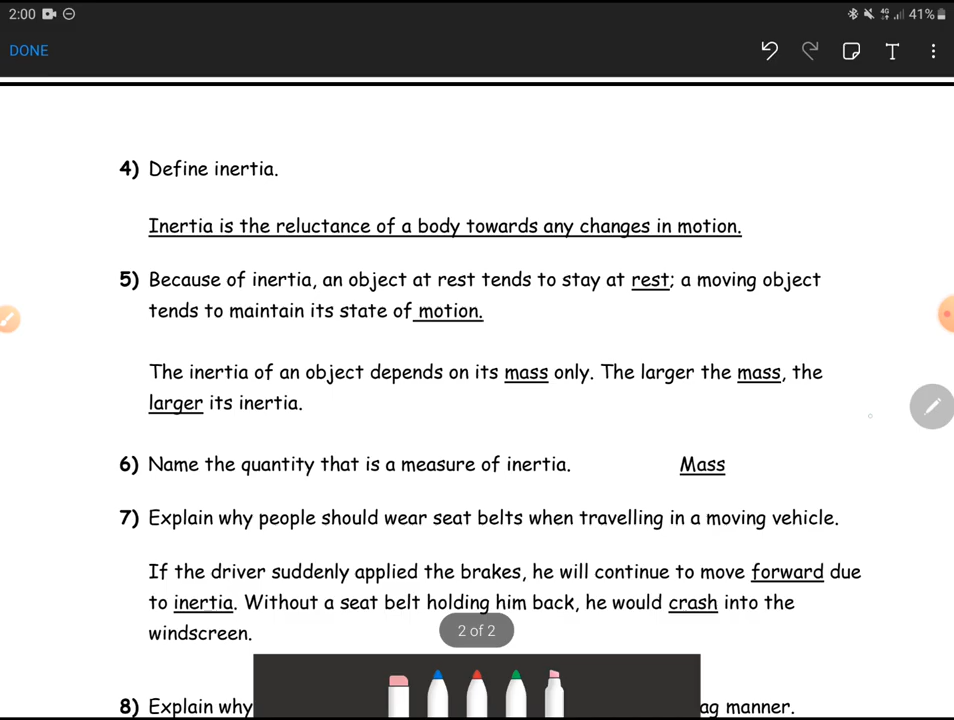 2:00 41%
DONE T
4) Define inertia.
Inertia is the reluctance of a body towards any changes in motion.
5) Because of inertia, an object at rest tends to stay at rest; a moving object
tends to maintain its state of motion.
The inertia of an object depends on its mass only. The larger the mass, the
larger its inertia.
6) Name the quantity that is a measure of inertia. Mass
7) Explain why people should wear seat belts when travelling in a moving vehicle.
If the driver suddenly applied the brakes, he will continue to move forward due
to inertia. Without a seat belt holding him back, he would crash into the
windscreen.
2 of 2
8) Explain why ag manner.